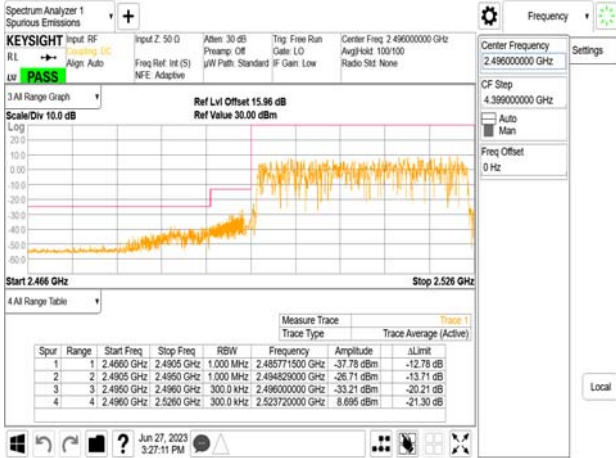 Spectrum Analyzer 1
Spurious Emissions
Frequency
KEYSIGHT Input: RF Input Z: 50 Ω Atten: 30 dB Trig: Free Run Center Freq: 2.496000000 GHz
RL Coupling: DC Preamp: Off Gate: LO Avg|Hold: 100/100
Align: Auto Freq Ref: Int (S) µW Path: Standard IF Gain: Low Radio Std: None
NFE: Adaptive
LV PASS
Center Frequency
2.496000000 GHz
Settings
CF Step
4.399000000 GHz
Auto
Man
Freq Offset
0 Hz
Local
3 All Range Graph
Scale/Div 10.0 dB
Ref Lvl Offset 15.96 dB
Ref Value 30.00 dBm
Log
20.0
10.0
0.00
-10.0
-20.0
-30.0
-40.0
-50.0
-60.0
Start 2.466 GHz Stop 2.526 GHz
4 All Range Table
Measure Trace Trace 1
Trace Type Trace Average (Active)
Spur Range Start Freq Stop Freq RBW Frequency Amplitude ΔLimit
1 1 2.4660 GHz 2.4905 GHz 1.000 MHz 2.485771500 GHz -37.78 dBm -12.78 dB
2 2 2.4905 GHz 2.4950 GHz 1.000 MHz 2.494829000 GHz -26.71 dBm -13.71 dB
3 3 2.4950 GHz 2.4960 GHz 300.0 kHz 2.496000000 GHz -33.21 dBm -20.21 dB
4 4 2.4960 GHz 2.5260 GHz 300.0 kHz 2.523720000 GHz 8.695 dBm -21.30 dB
Jun 27, 2023
3:27:11 PM